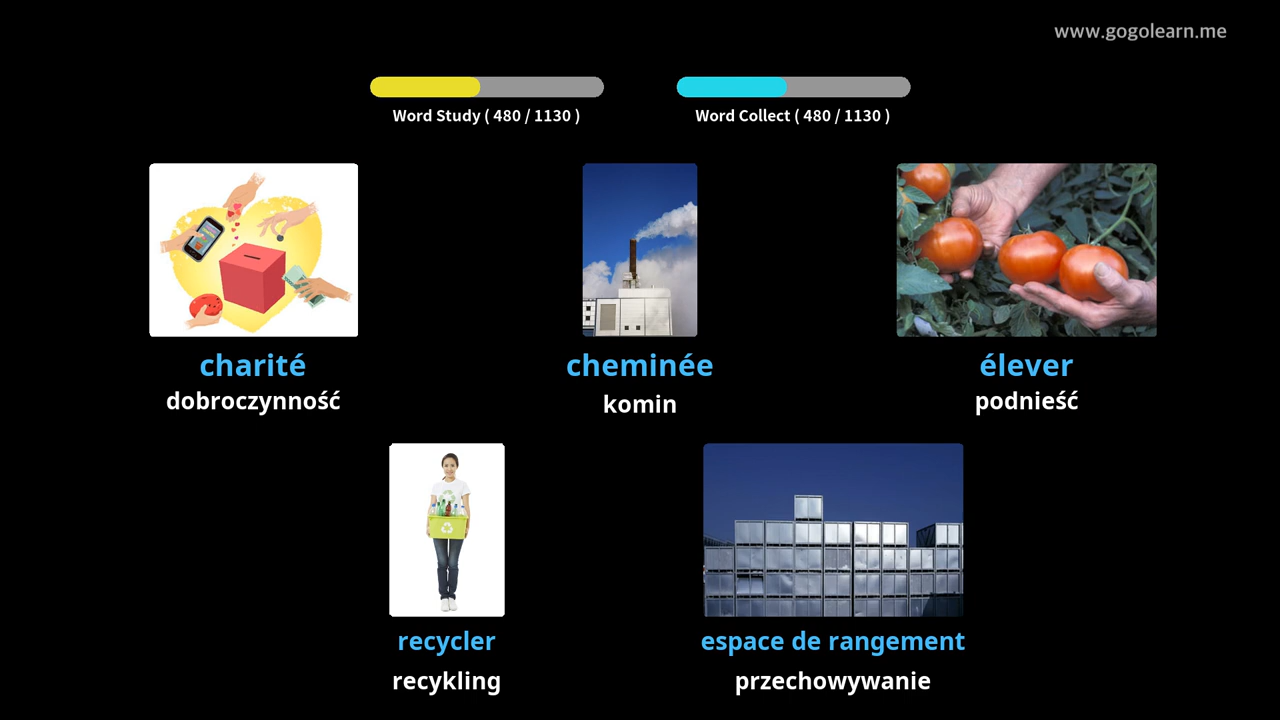 www.gogolearn.me
Word Study ( 480 / 1130 )
Word Collect ( 480 / 1130 )
charité
dobroczynność
cheminée
komin
élever
podnieść
recycler
recykling
espace de rangement
przechowywanie